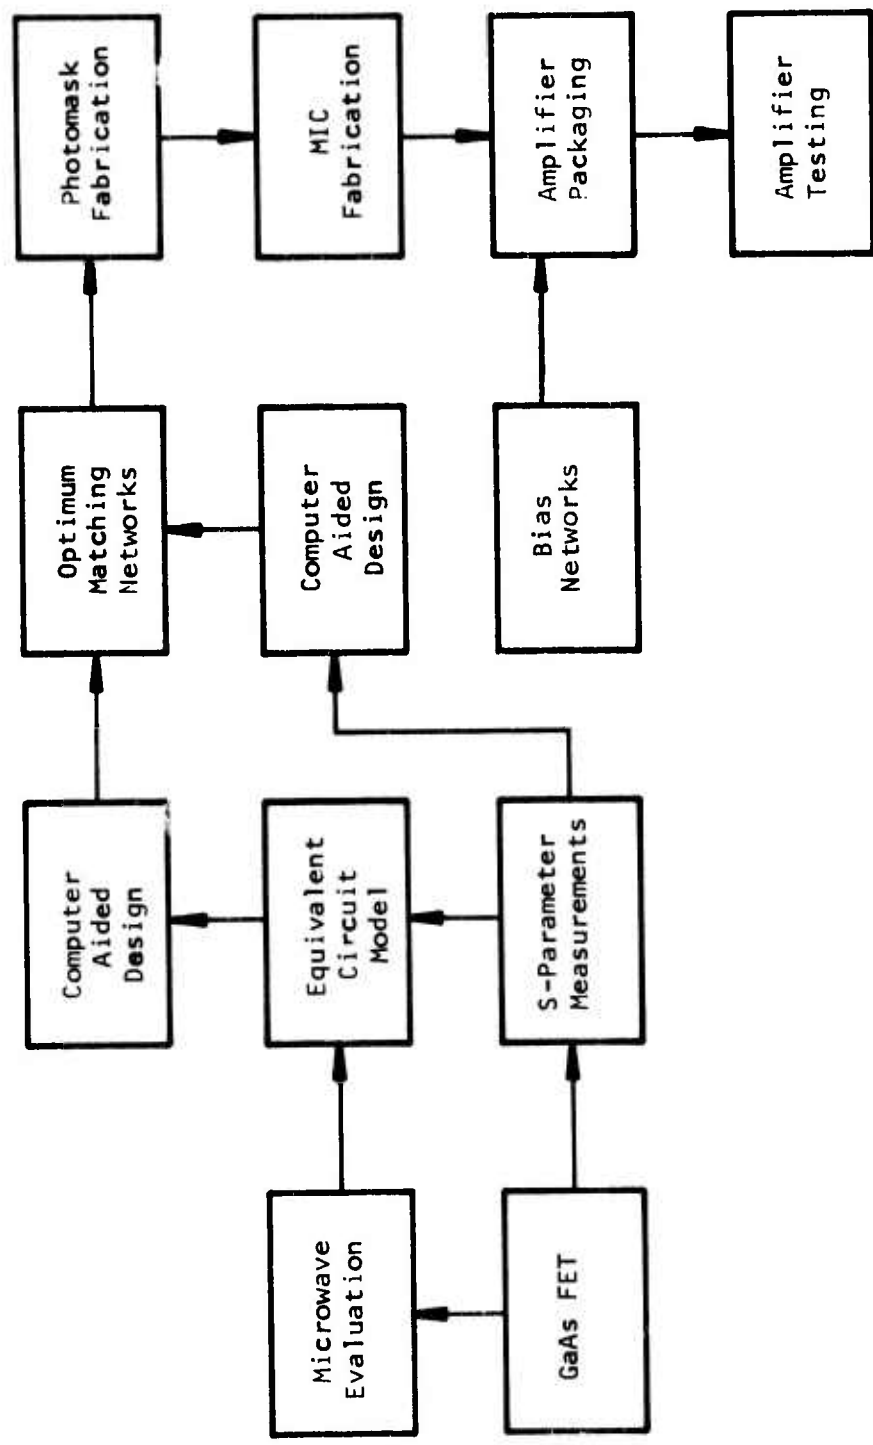 Photomask
Fabrication
MIC
Fabrication
Amplifier
Packaging
Amplifier
Testing
Optimum
Matching
Networks
Computer
Aided
Design
Bias
Networks
Computer
Aided
Design
Equivalent
Circuit
Model
S-Parameter
Measurements
Microwave
Evaluation
GaAs FET